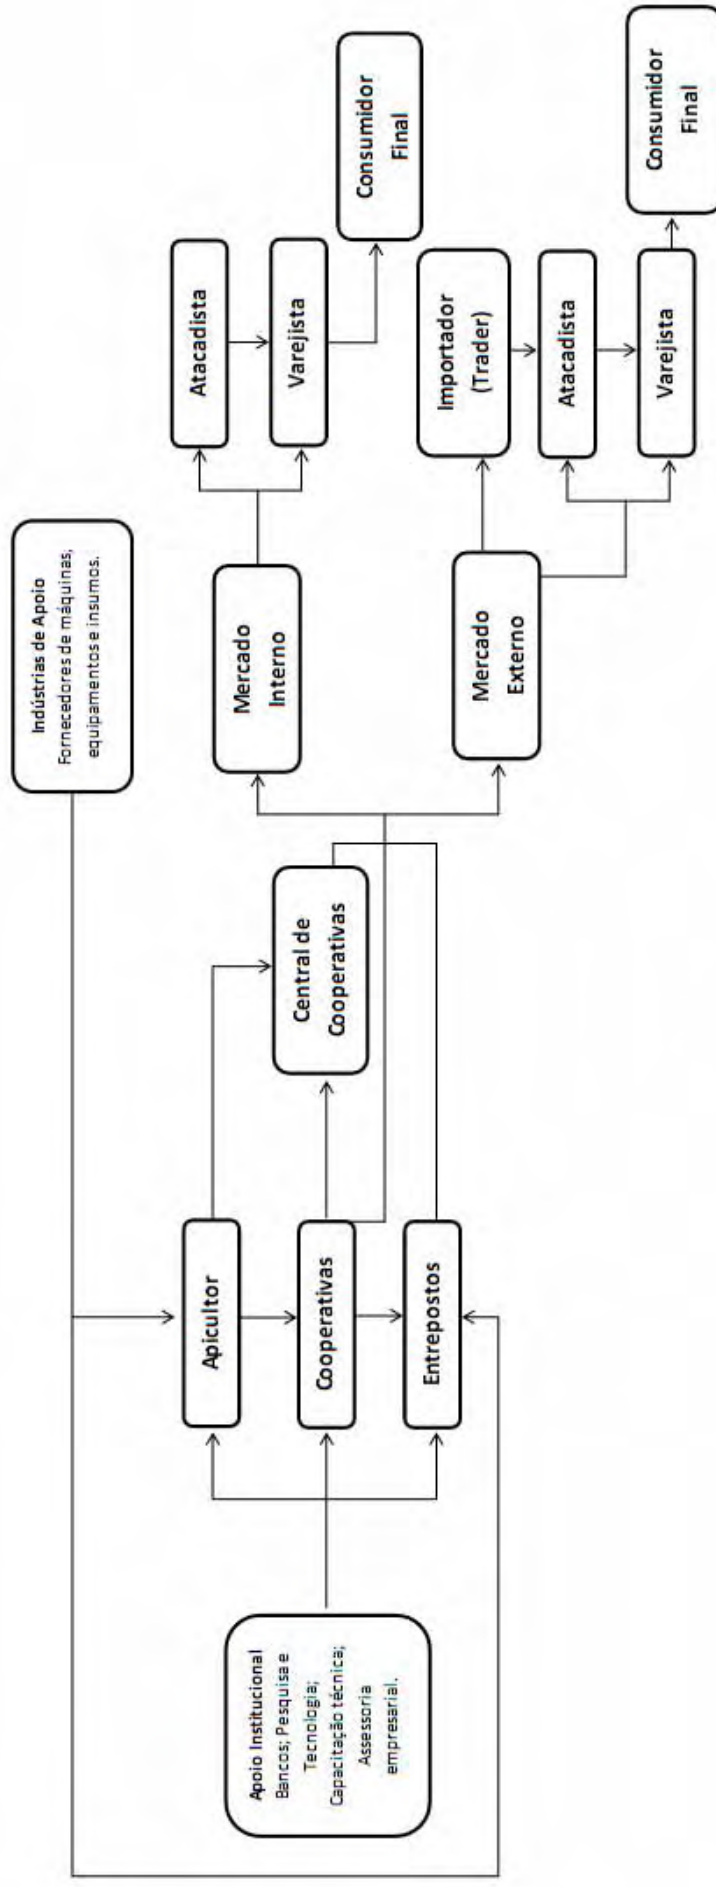 Indústrias de Apoio
Fornecedores de máquinas,
equipamentos e insumos.
Apoio Institucional
Bancos; Pesquisa e
Tecnologia;
Capacitação técnica;
Assessoria
empresarial.
Apicultor
Cooperativas
Entrepostos
Central de
Cooperativas
Mercado
Interno
Mercado
Externo
Atacadista
Varejista
Consumidor
Final
Importador
(Trader)
Atacadista
Varejista
Consumidor
Final